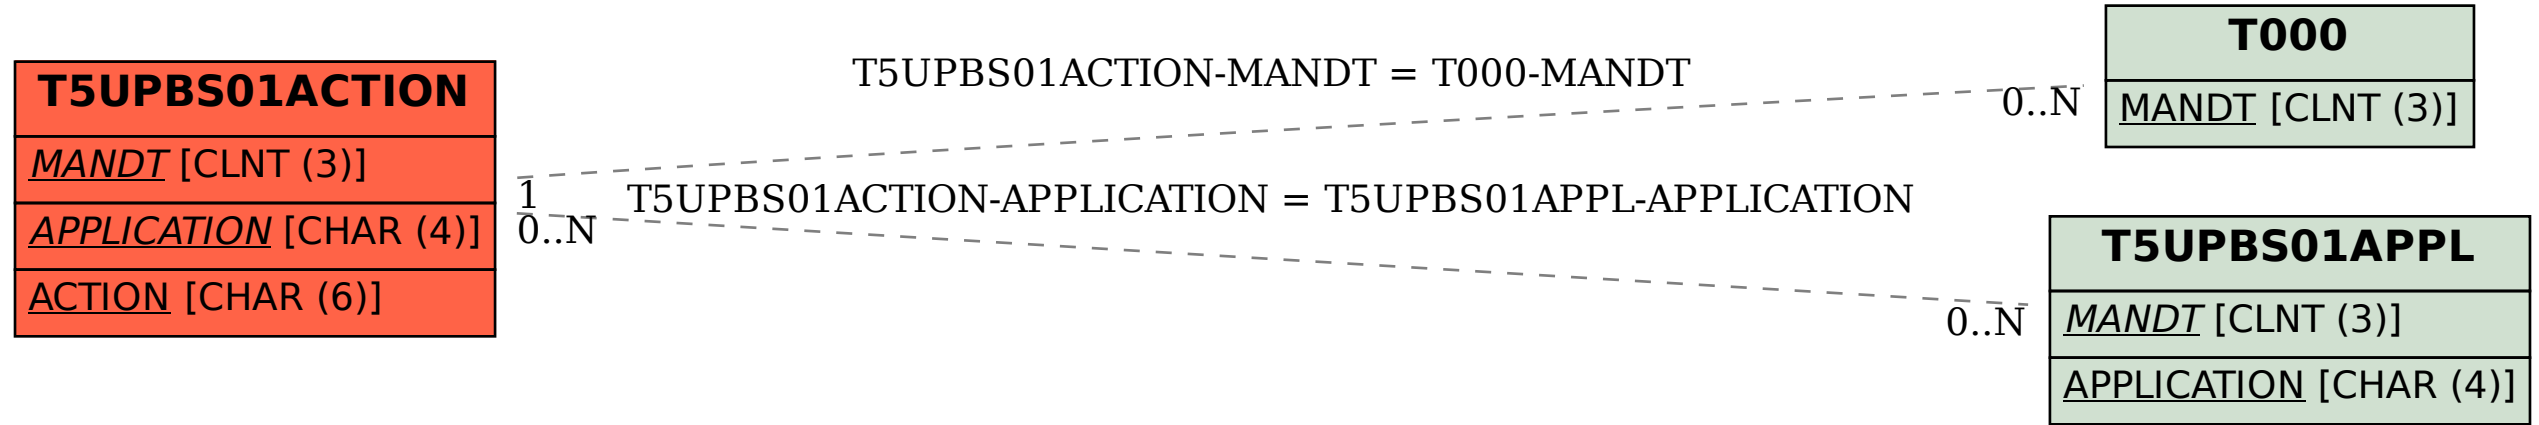 T5UPBS01ACTION
MANDT [CLNT (3)]
APPLICATION [CHAR (4)]
ACTION [CHAR (6)]
T5UPBS01ACTION-MANDT = T000-MANDT
1
0..N
T5UPBS01ACTION-APPLICATION = T5UPBS01APPL-APPLICATION
0..N
0..N
T000
MANDT [CLNT (3)]
T5UPBS01APPL
MANDT [CLNT (3)]
APPLICATION [CHAR (4)]